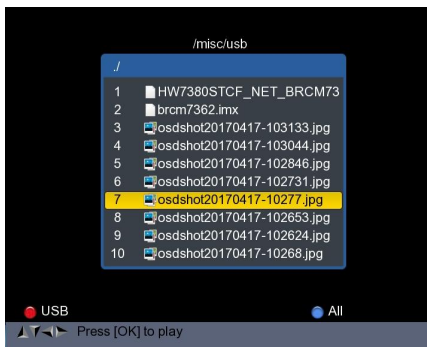 /misc/usb
./
1 HW7380STCF_NET_BRCM73
2 brcm7362.imx
3 osdshot20170417-103133.jpg
4 osdshot20170417-103044.jpg
5 osdshot20170417-102846.jpg
6 osdshot20170417-102731.jpg
7 osdshot20170417-10277.jpg
8 osdshot20170417-102653.jpg
9 osdshot20170417-102624.jpg
10 osdshot20170417-10268.jpg
USB All
Press [OK] to play